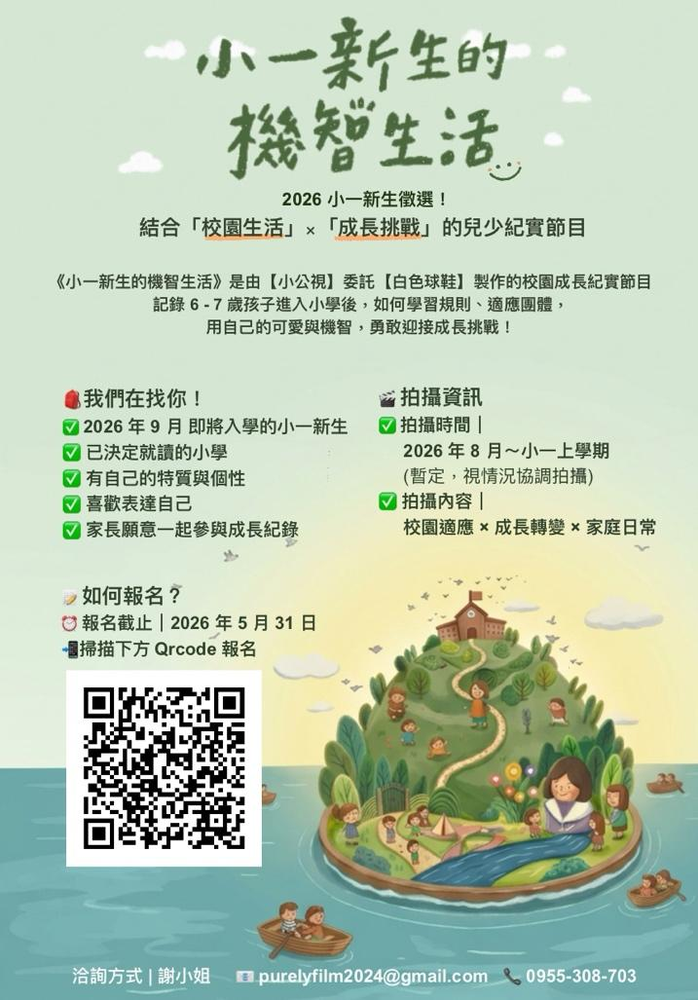 小一新生的
機智生活
2026 小一新生徵選！
結合「校園生活」×「成長挑戰」的兒少紀實節目
《小一新生的機智生活》是由【小公視】委託【白色球鞋】製作的校園成長紀實節目
記錄 6 - 7 歲孩子進入小學後，如何學習規則、適應團體，
用自己的可愛與機智，勇敢迎接成長挑戰！
🎒我們在找你！
✅ 2026 年 9 月 即將入學的小一新生
✅ 已決定就讀的小學
✅ 有自己的特質與個性
✅ 喜歡表達自己
✅ 家長願意一起參與成長紀錄
🎬 拍攝資訊
✅ 拍攝時間｜
2026 年 8 月～小一上學期
(暫定，視情況協調拍攝)
✅ 拍攝內容｜
校園適應 × 成長轉變 × 家庭日常
📝 如何報名？
⏰ 報名截止｜2026 年 5 月 31 日
📲掃描下方 Qrcode 報名
洽詢方式 | 謝小姐 📧 purelyfilm2024@gmail.com 📞 0955-308-703